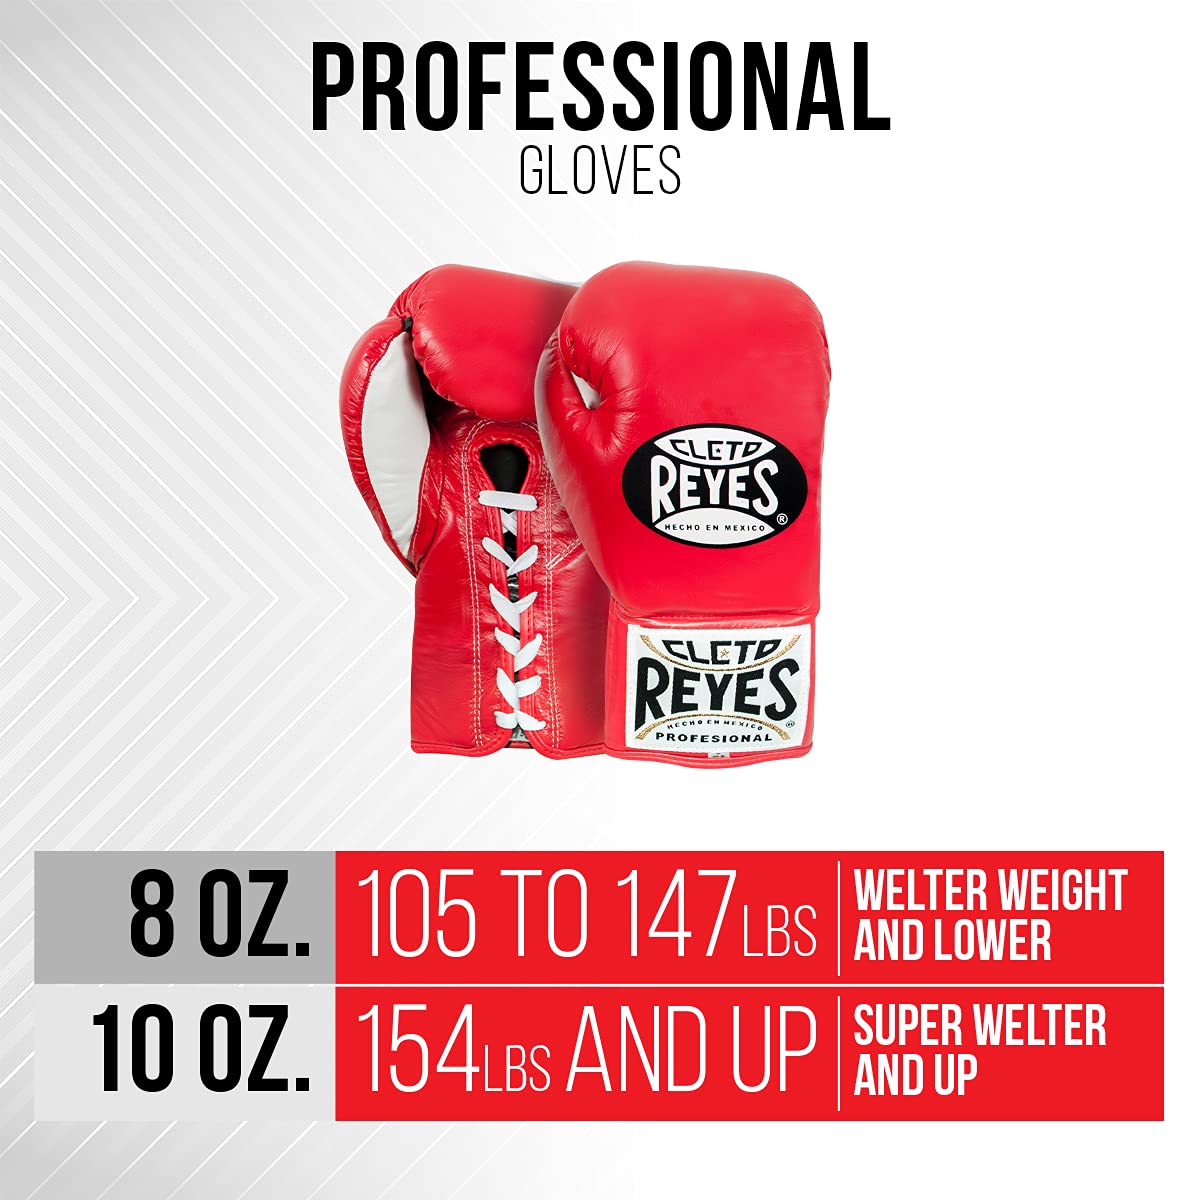 PROFESSIONAL
GLOVES
CLETO
REYES
®
HECHO EN MEXICO
CLETO
REYES
HECHO EN MEXICO ®
PROFESIONAL
8 OZ. 105 TO 147LBS WELTER WEIGHT
AND LOWER
10 OZ. 154LBS AND UP SUPER WELTER
AND UP